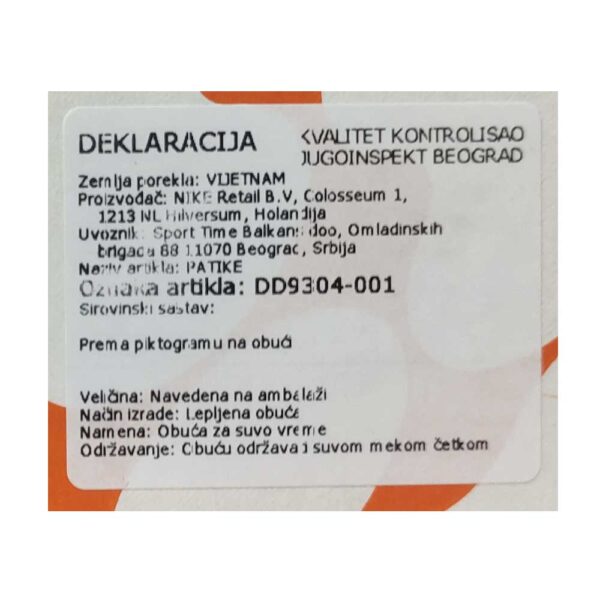 DEKLARACIJA
KVALITET KONTROLISAO
JUGOINSPEKT BEOGRAD
Zemlja porekla: VIJETNAM
Proizvođač: NIKE Retail B.V, Colosseum 1,
1213 NL Hilversum, Holandija
Uvoznik: Sport Time Balkans doo, Omladinskih
brigada 88 11070 Beograd, Srbija
Naziv artikla: PATIKE
Oznaka artikla: DD9304-001
Sirovinski sastav:
Prema piktogramu na obući
Veličina: Navedena na ambalaži
Način izrade: Lepljena obuća
Namena: Obuća za suvo vreme
Održavanje: Obuću održavati suvom mekom četkom